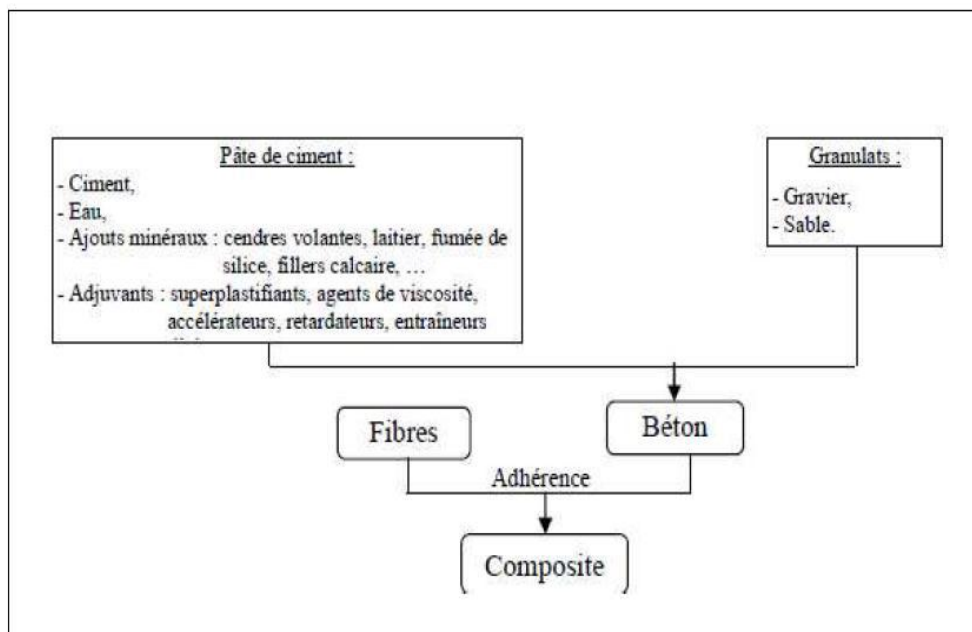 Pâte de ciment :
- Ciment,
- Eau,
- Ajouts minéraux : cendres volantes, laitier, fumée de
silice, fillers calcaire, …
- Adjuvants : superplastifiants, agents de viscosité,
accélérateurs, retardateurs, entraîneurs
Granulats :
- Gravier,
- Sable.
Fibres
Béton
Adhérence
Composite